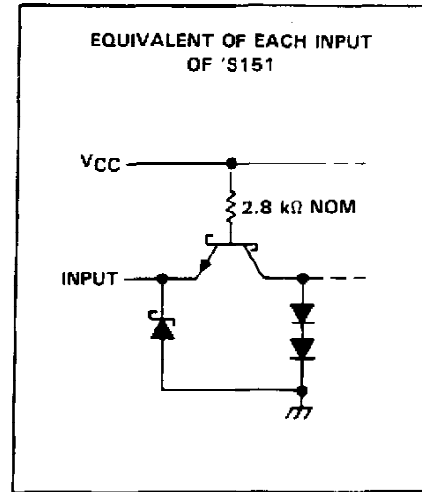 EQUIVALENT OF EACH INPUT
OF 'S151
VCC
2.8 kΩ NOM
INPUT